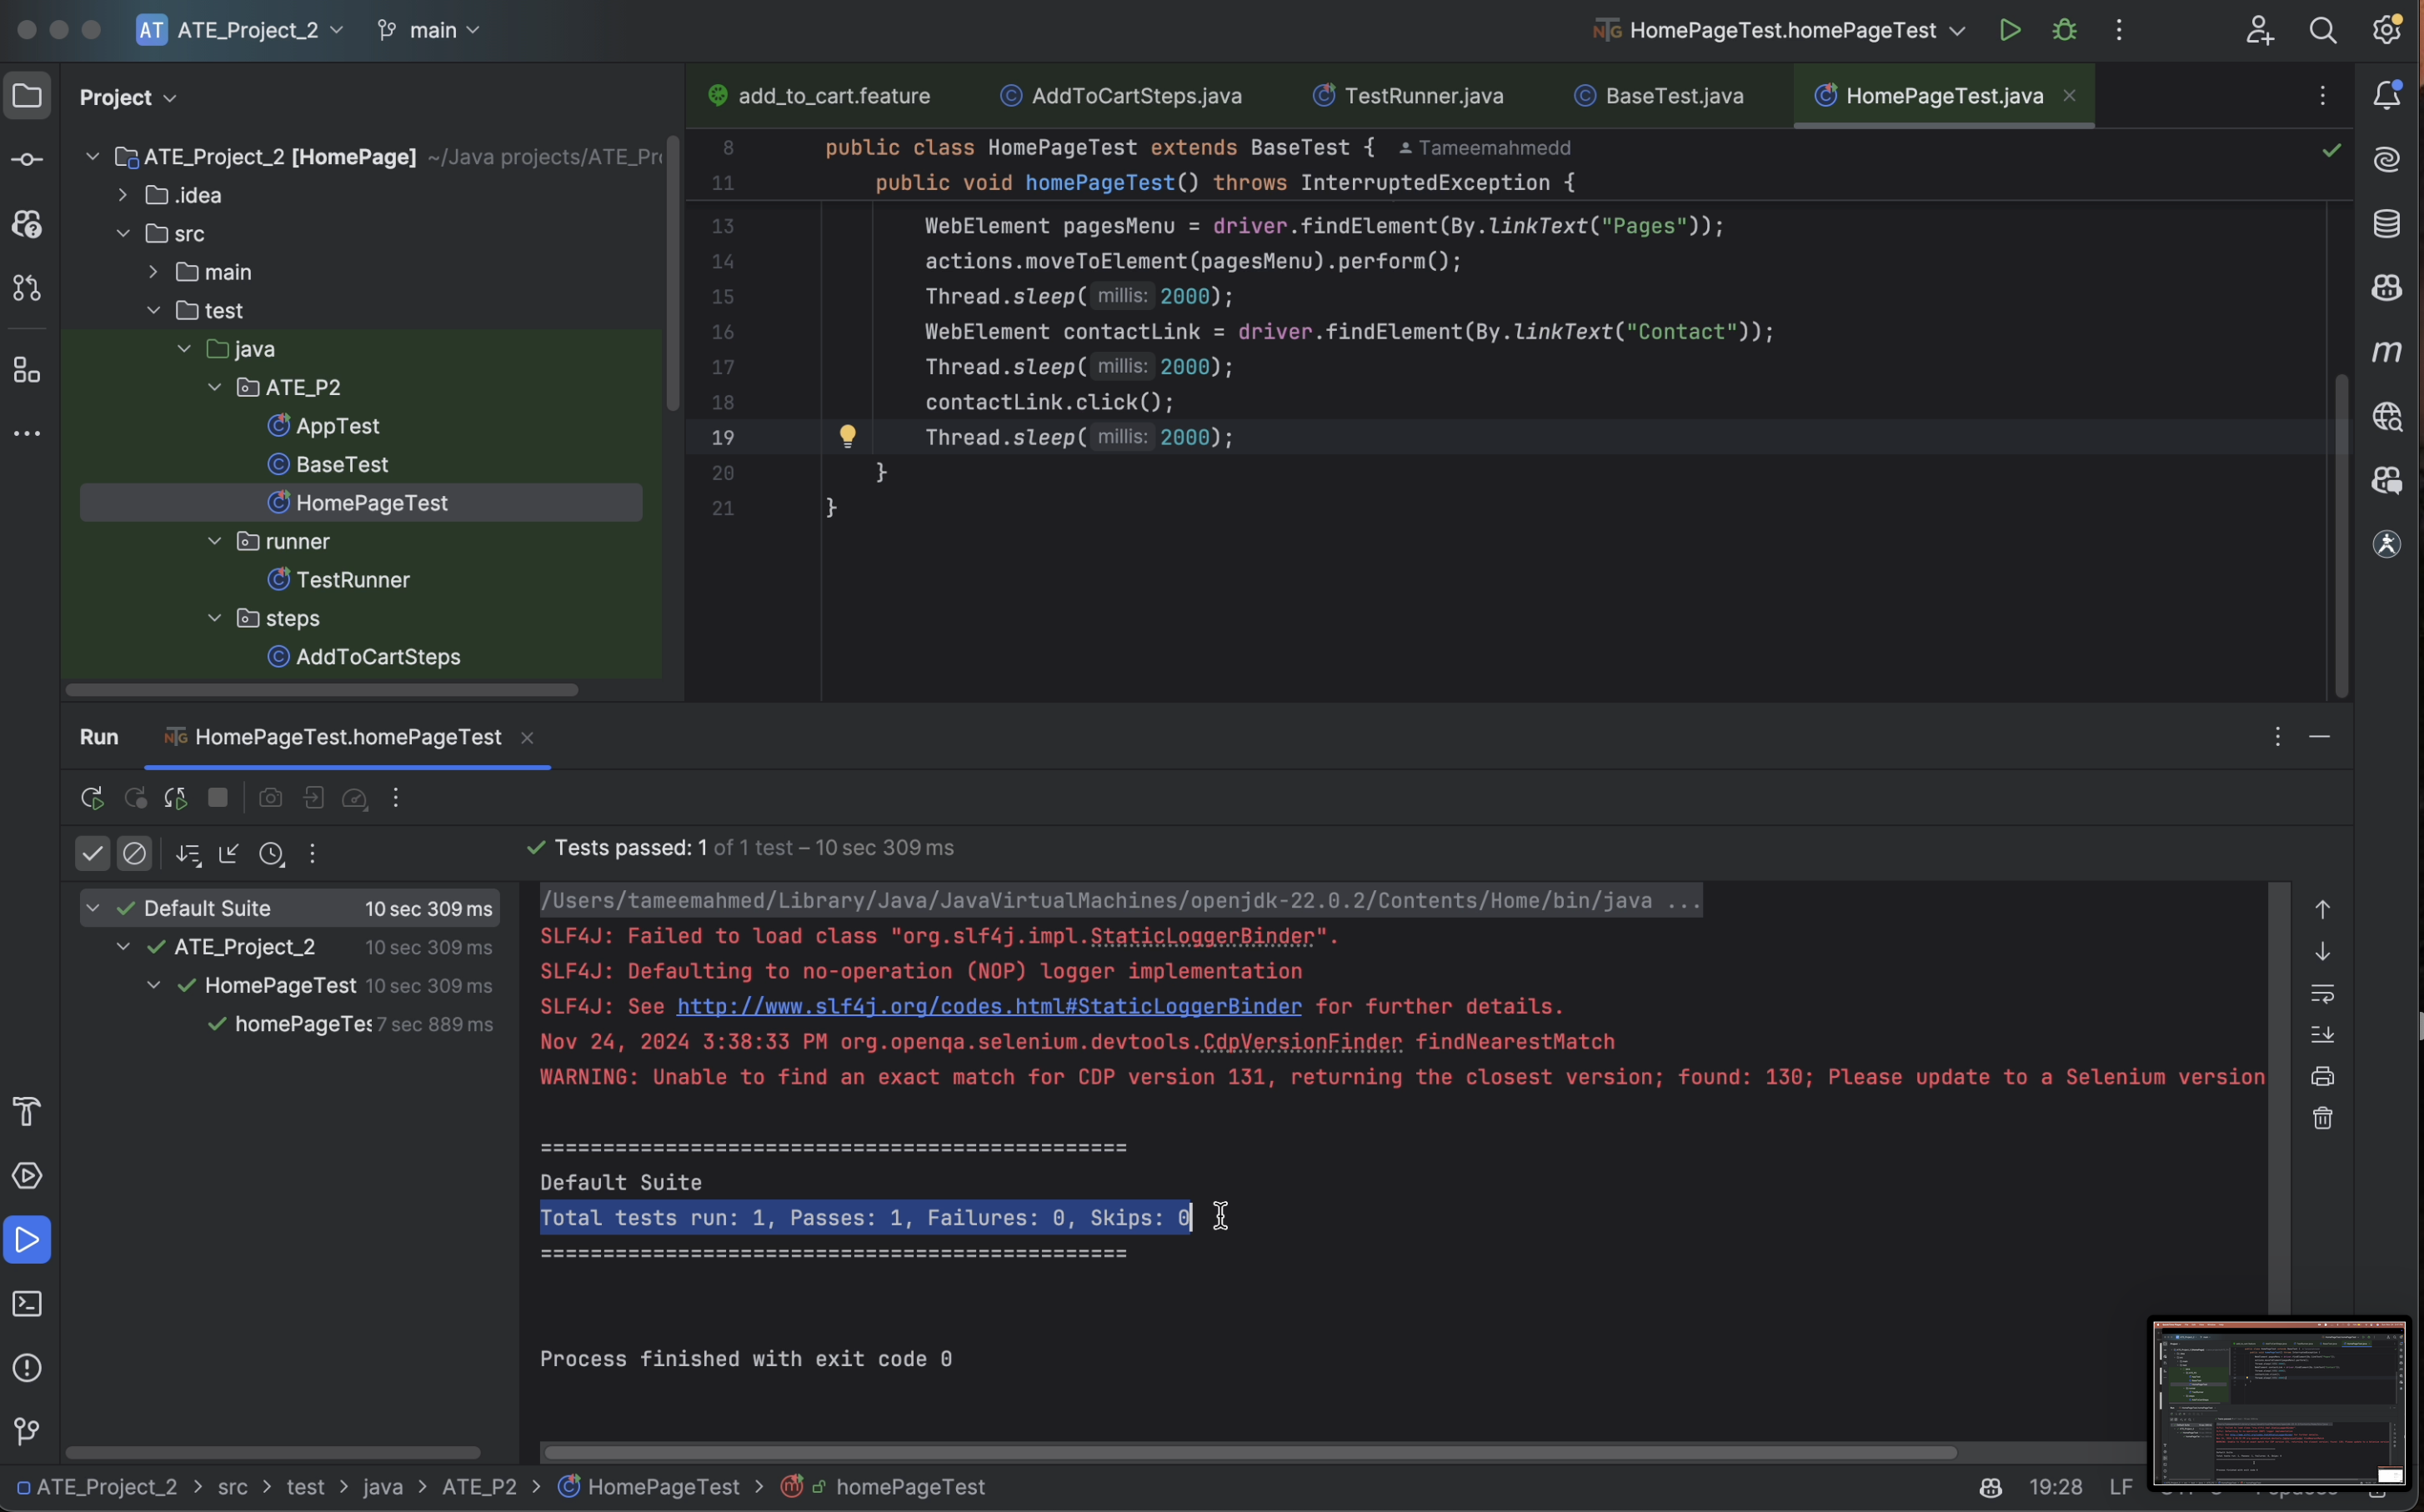 AT ATE_Project_2 main
HomePageTest.homePageTest
Project
ATE_Project_2 [HomePage] ~/Java projects/ATE_Pr
.idea
src
main
test
java
ATE_P2
AppTest
BaseTest
HomePageTest
runner
TestRunner
steps
AddToCartSteps
add_to_cart.feature AddToCartSteps.java TestRunner.java BaseTest.java HomePageTest.java
8 public class HomePageTest extends BaseTest { Tameemahmedd
11 public void homePageTest() throws InterruptedException {
13 WebElement pagesMenu = driver.findElement(By.linkText("Pages"));
14 actions.moveToElement(pagesMenu).perform();
15 Thread.sleep( millis: 2000);
16 WebElement contactLink = driver.findElement(By.linkText("Contact"));
17 Thread.sleep( millis: 2000);
18 contactLink.click();
19 Thread.sleep( millis: 2000);
20 }
21 }
Run HomePageTest.homePageTest
Tests passed: 1 of 1 test – 10 sec 309 ms
Default Suite 10 sec 309 ms
ATE_Project_2 10 sec 309 ms
HomePageTest 10 sec 309 ms
homePageTes 7 sec 889 ms
/Users/tameemahmed/Library/Java/JavaVirtualMachines/openjdk-22.0.2/Contents/Home/bin/java ...
SLF4J: Failed to load class "org.slf4j.impl.StaticLoggerBinder".
SLF4J: Defaulting to no-operation (NOP) logger implementation
SLF4J: See http://www.slf4j.org/codes.html#StaticLoggerBinder for further details.
Nov 24, 2024 3:38:33 PM org.openqa.selenium.devtools.CdpVersionFinder findNearestMatch
WARNING: Unable to find an exact match for CDP version 131, returning the closest version; found: 130; Please update to a Selenium version
===============================================
Default Suite
Total tests run: 1, Passes: 1, Failures: 0, Skips: 0
===============================================
Process finished with exit code 0
ATE_Project_2 > src > test > java > ATE_P2 > HomePageTest > homePageTest
19:28 LF